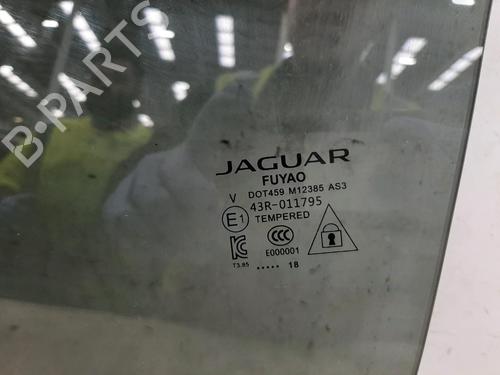 B-PARTS
JAGUAR
FUYAO
DOT459 M12385 AS3
V
43R-011795
E1
TEMPERED
CCC
E000001
T3.85
..... 18